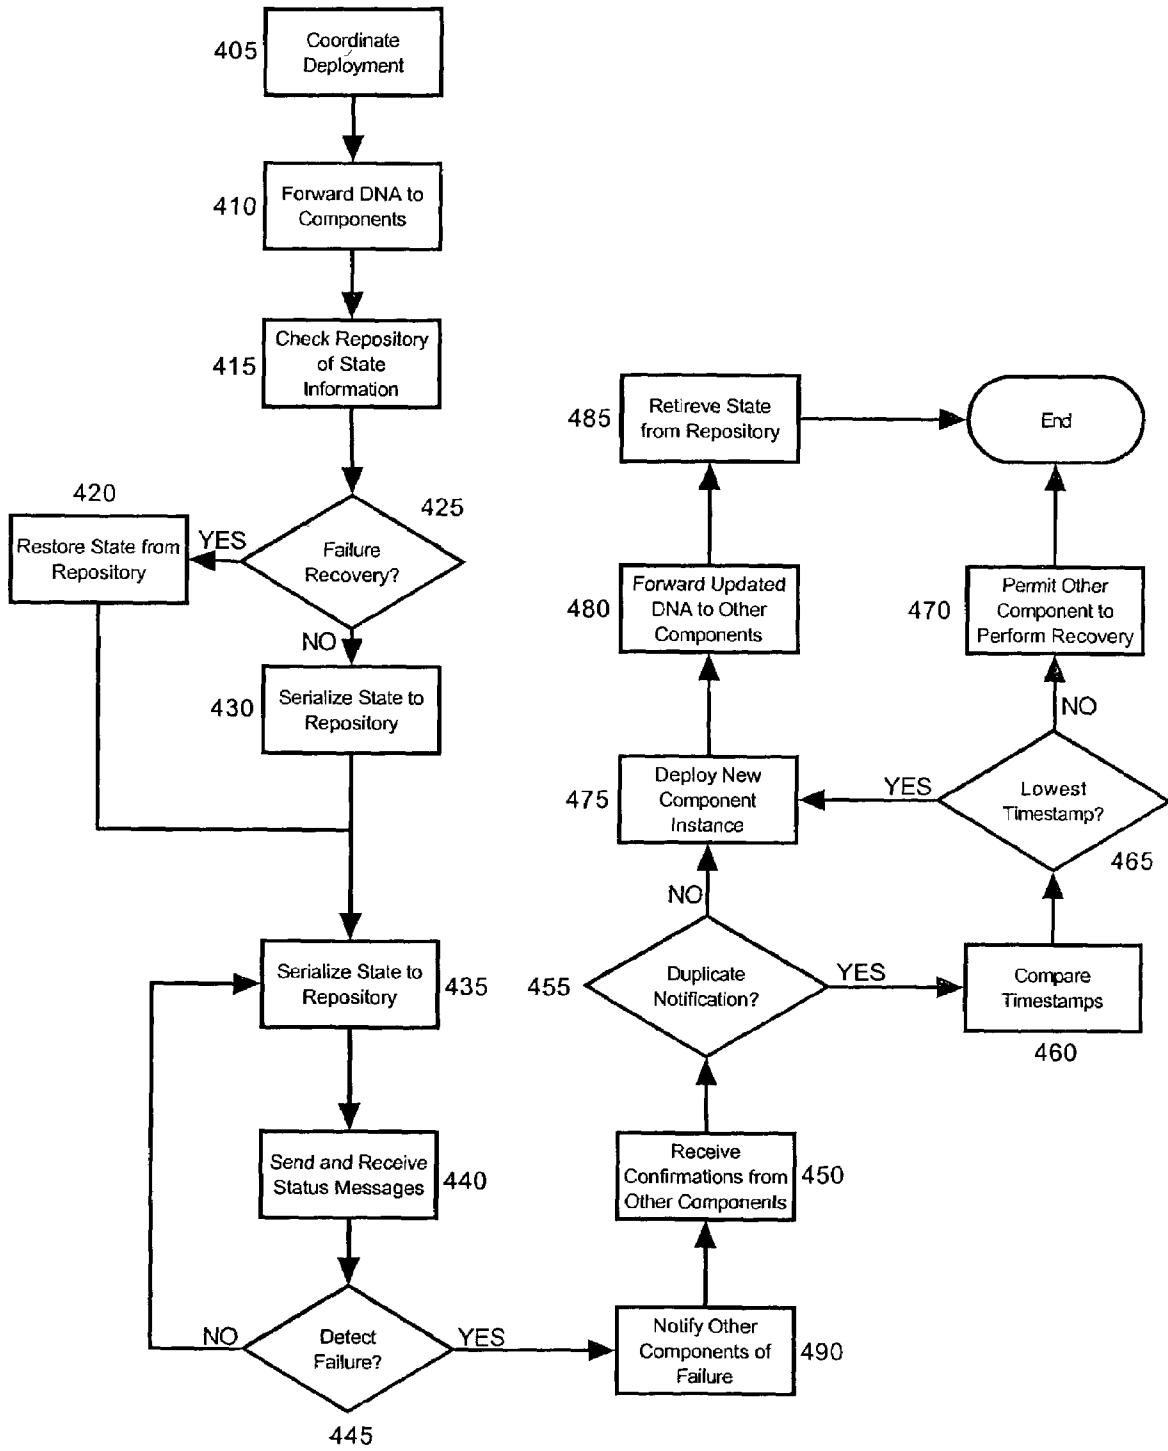 405
Coordinate
Deployment
410
Forward DNA to
Components
415
Check Repository
of State
Information
420
Restore State from
Repository
YES
425
Failure
Recovery?
NO
430
Serialize State to
Repository
Serialize State to
Repository
435
Send and Receive
Status Messages
440
NO
Detect
Failure?
YES
445
Notify Other
Components of
Failure
490
Receive
Confirmations from
Other Components
450
455
Duplicate
Notification?
YES
NO
Compare
Timestamps
460
Lowest
Timestamp?
465
YES
NO
475
Deploy New
Component
Instance
480
Forward Updated
DNA to Other
Components
470
Permit Other
Component to
Perform Recovery
485
Retireve State
from Repository
End